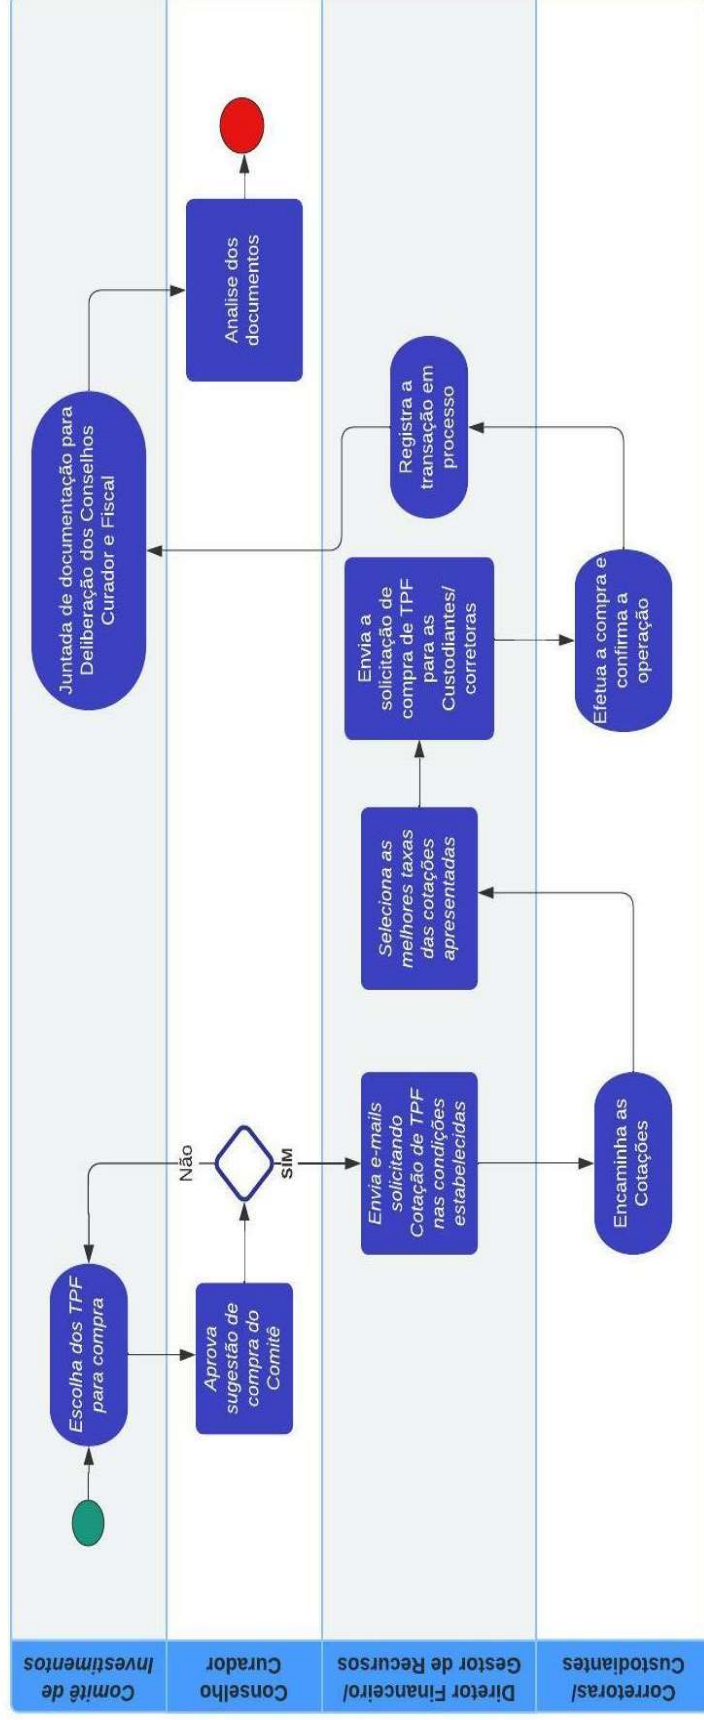 Comitê de
Investimentos
Escolha dos TPF
para compra
Juntada de documentação para
Deliberação dos Conselhos
Curador e Fiscal
Conselho
Curador
Aprova
sugestão de
compra do
Comitê
Não
SIM
Analise dos
documentos
Diretor Financeiro/
Gestor de Recursos
Envia e-mails
solicitando
Cotação de TPF
nas condições
estabelecidas
Seleciona as
melhores taxas
das cotações
apresentadas
Envia a
solicitação de
compra de TPF
para as
Custodiantes/
corretoras
Registra a
transação em
processo
Corretoras/
Custodiantes
Encaminha as
Cotações
Efetua a compra e
confirma a
operação